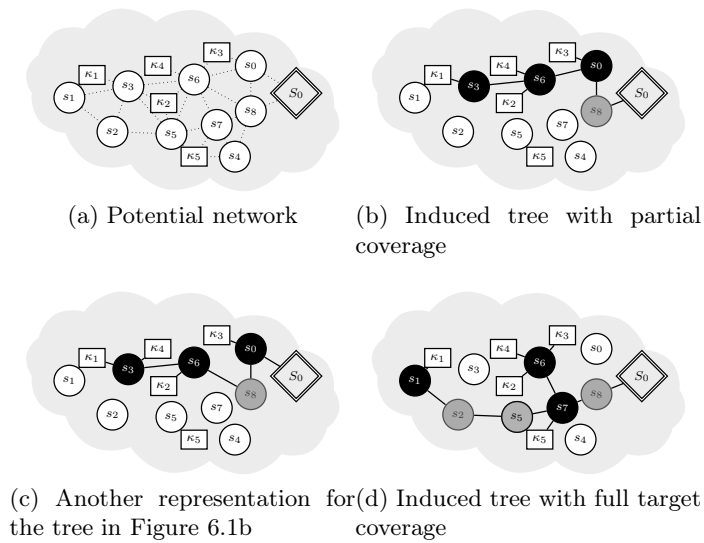 κ₃
s₀
κ₄
κ₁
s₆
s₃
S₀
s₁
κ₂
s₈
s₇
s₂
s₅
κ₅
s₄
(a) Potential network
κ₃
s₀
κ₄
κ₁
s₆
s₃
S₀
s₁
κ₂
s₈
s₇
s₂
s₅
κ₅
s₄
(b) Induced tree with partial
coverage
κ₃
s₀
κ₄
κ₁
s₆
s₃
S₀
s₁
κ₂
s₈
s₇
s₂
s₅
κ₅
s₄
(c) Another representation for
the tree in Figure 6.1b
κ₃
s₀
κ₄
κ₁
s₆
s₃
S₀
s₁
κ₂
s₈
s₇
s₂
s₅
κ₅
s₄
(d) Induced tree with full target
coverage